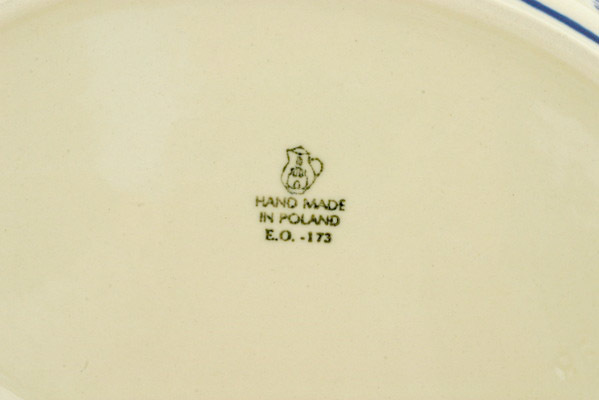 HAND MADE
IN POLAND
E.O. -173